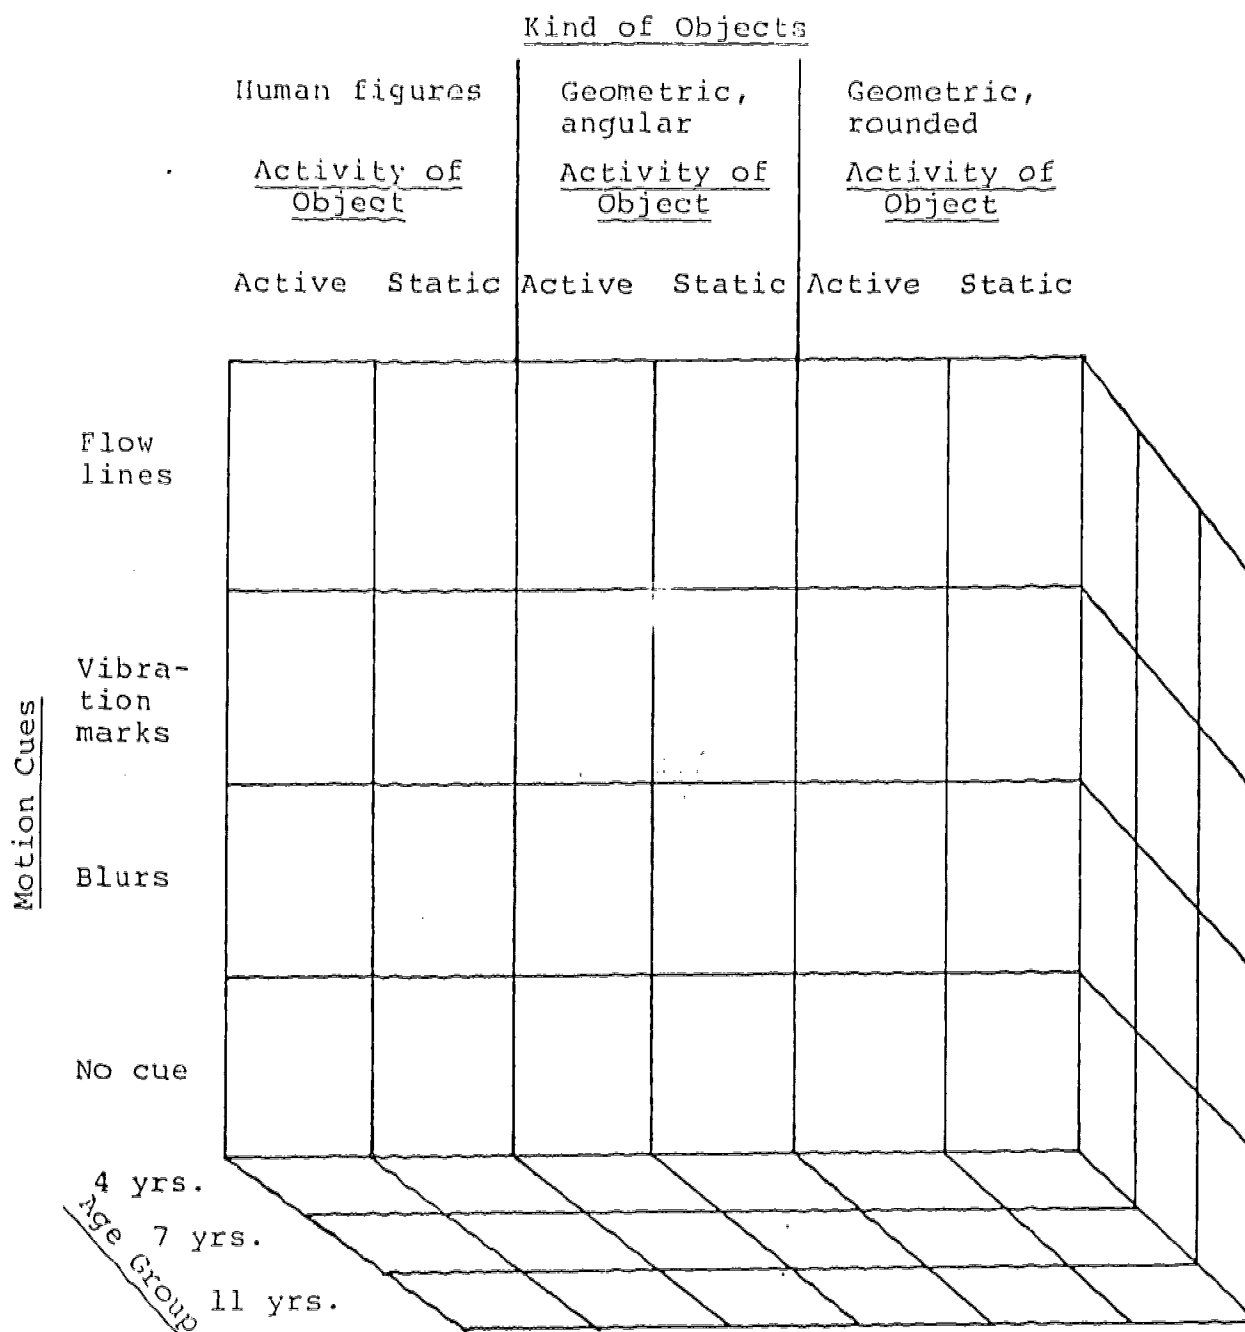 Kind of Objects
Human figures
Geometric,
angular
Geometric,
rounded
Activity of
Object
Activity of
Object
Activity of
Object
Active Static Active Static Active Static
Flow
lines
Vibra-
tion
marks
Blurs
No cue
Motion Cues
4 yrs.
7 yrs.
11 yrs.
Age Group